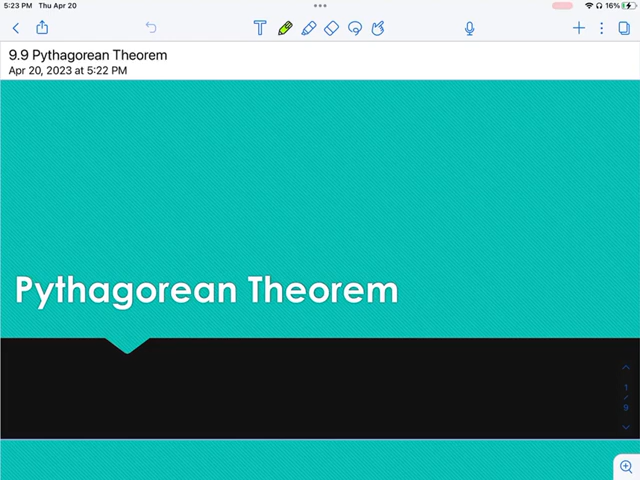 5:23 PM Thu Apr 20
16%
T
9.9 Pythagorean Theorem
Apr 20, 2023 at 5:22 PM
Pythagorean Theorem
1
/
9